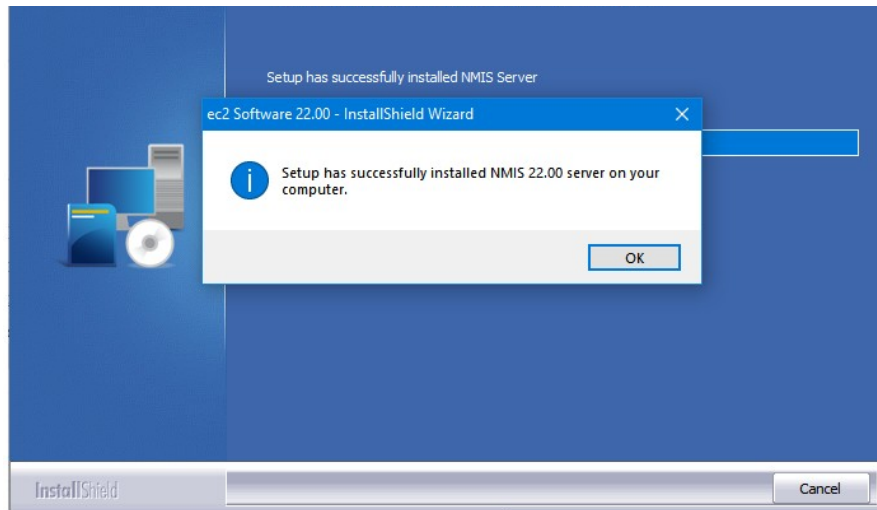 Setup has successfully installed NMIS Server
ec2 Software 22.00 - InstallShield Wizard
Setup has successfully installed NMIS 22.00 server on your
computer.
OK
InstallShield
Cancel